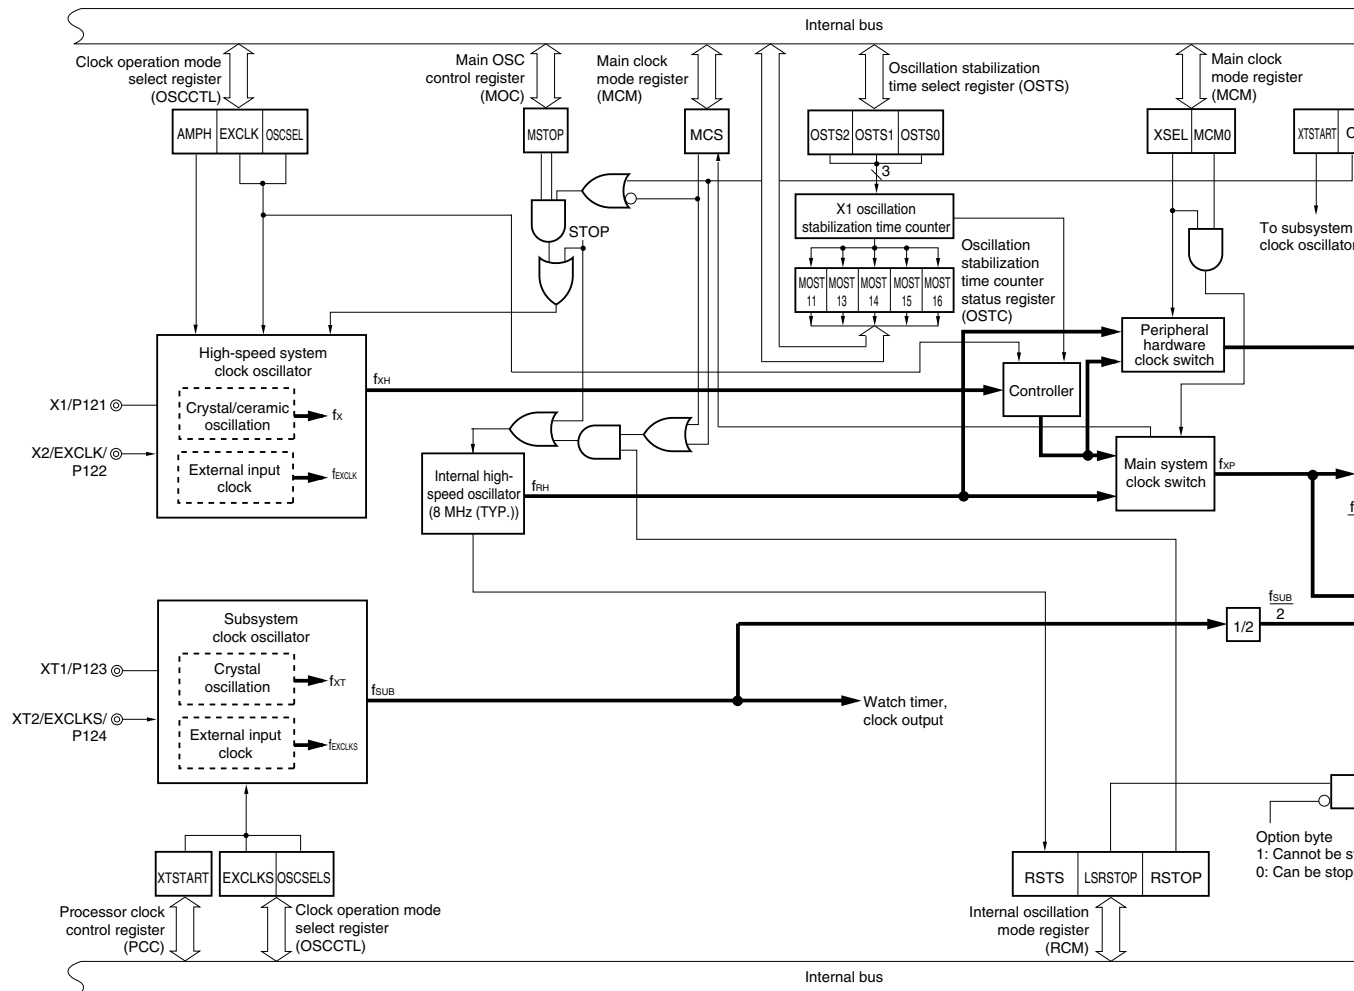 Internal bus
Clock operation mode
select register
(OSCCTL)
Main OSC
control register
(MOC)
Main clock
mode register
(MCM)
Oscillation stabilization
time select register (OSTS)
Main clock
mode register
(MCM)
AMPH EXCLK OSCSEL
MSTOP
MCS
OSTS2 OSTS1 OSTS0
XSEL MCM0
XTSTART C
3
X1 oscillation
stabilization time counter
STOP
To subsystem
clock oscillator
Oscillation
stabilization
time counter
status register
(OSTC)
MOST 11
MOST 13
MOST 14
MOST 15
MOST 16
High-speed system
clock oscillator
Crystal/ceramic
oscillation
fX
External input
clock
fEXCLK
X1/P121
X2/EXCLK/
P122
fXH
Peripheral
hardware
clock switch
Controller
Main system
clock switch
fXP
f
Internal high-
speed oscillator
(8 MHz (TYP.))
fRH
Subsystem
clock oscillator
Crystal
oscillation
fXT
External input
clock
fEXCLKS
XT1/P123
XT2/EXCLKS/
P124
fSUB
fSUB
2
1/2
Watch timer,
clock output
Option byte
1: Cannot be s
0: Can be stop
XTSTART
EXCLKS OSCSELS
RSTS LSRSTOP RSTOP
Processor clock
control register
(PCC)
Clock operation mode
select register
(OSCCTL)
Internal oscillation
mode register
(RCM)
Internal bus